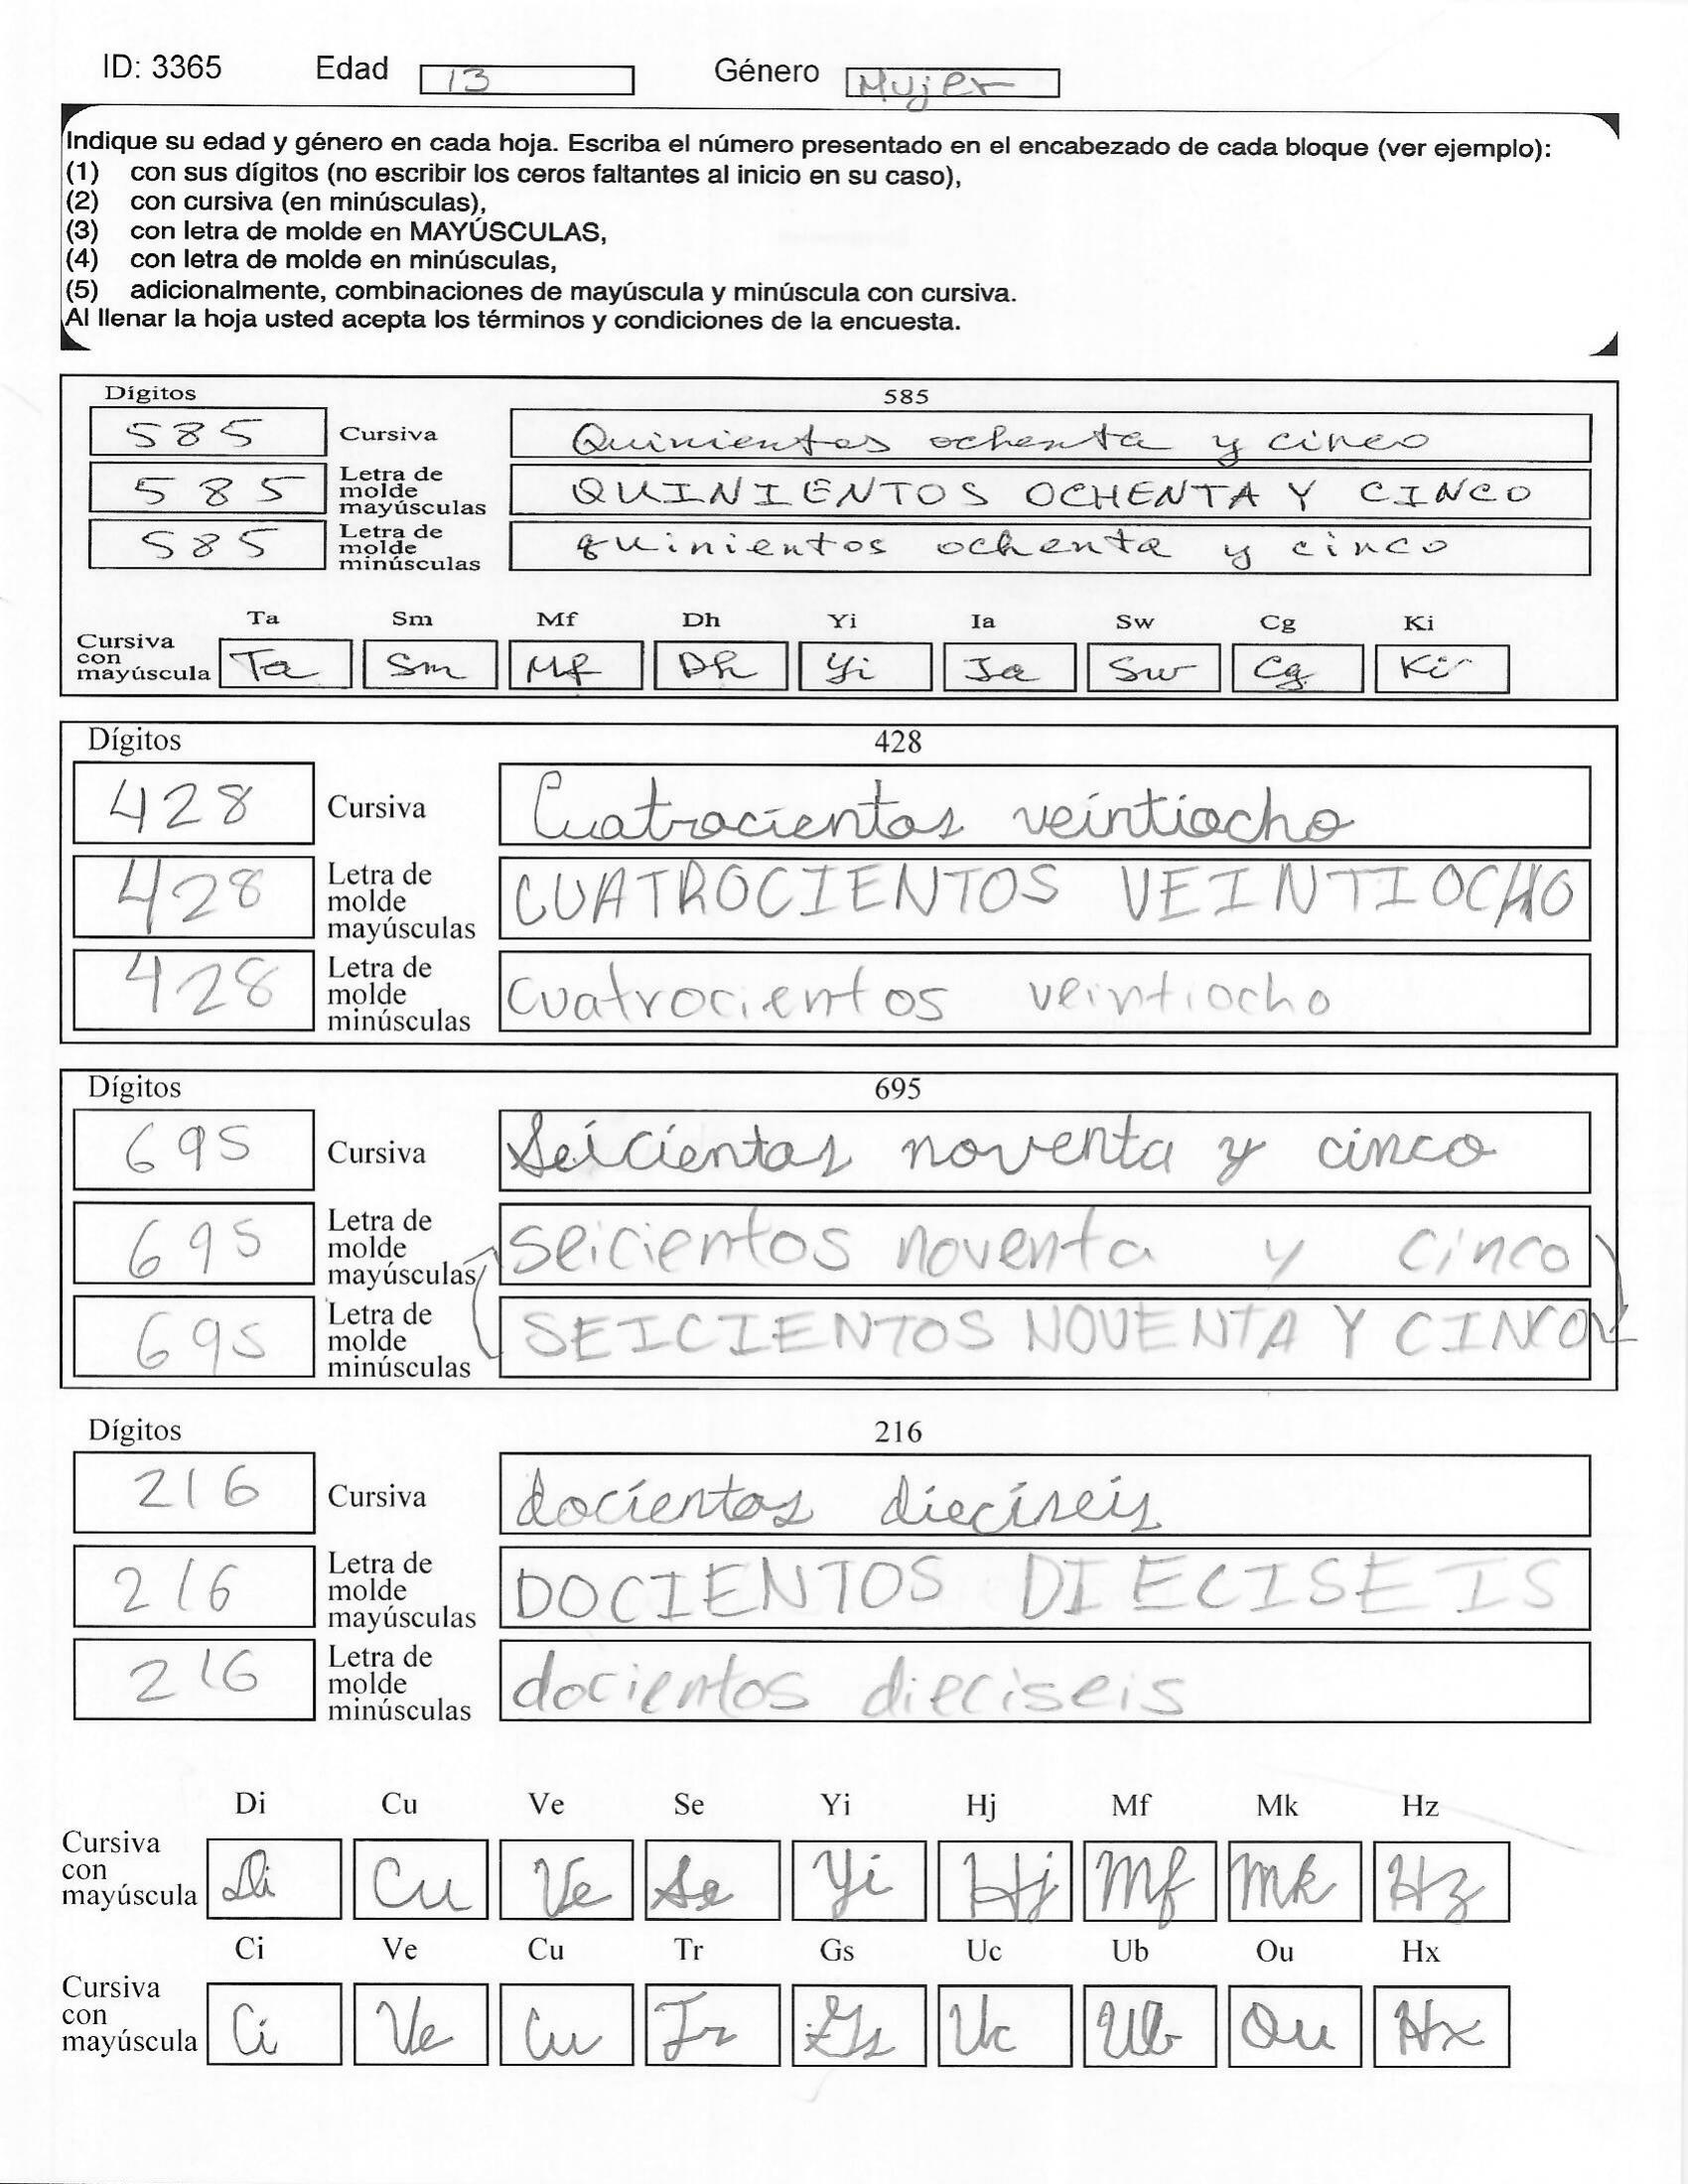 ID: 3365 Edad 13 Género Mujer
Indique su edad y género en cada hoja. Escriba el número presentado en el encabezado de cada bloque (ver ejemplo):
(1) con sus dígitos (no escribir los ceros faltantes al inicio en su caso),
(2) con cursiva (en minúsculas),
(3) con letra de molde en MAYÚSCULAS,
(4) con letra de molde en minúsculas,
(5) adicionalmente, combinaciones de mayúscula y minúscula con cursiva.
Al llenar la hoja usted acepta los términos y condiciones de la encuesta.
Dígitos 585
585 Cursiva Quinientos ochenta y cinco
585 Letra de molde mayúsculas QUINIENTOS OCHENTA Y CINCO
585 Letra de molde minúsculas quinientos ochenta y cinco
Ta Sm Mf Dh Yi Ia Sw Cg Ki
Cursiva con mayúscula Ta Sm Mf Dh Yi Ia Sw Cg Ki
Dígitos 428
428 Cursiva Cuatrocientos veintiocho
428 Letra de molde mayúsculas CUATROCIENTOS VEINTIOCHO
428 Letra de molde minúsculas cuatrocientos veintiocho
Dígitos 695
695 Cursiva Seicientos noventa y cinco
695 Letra de molde mayúsculas seicientos noventa y cinco
695 Letra de molde minúsculas SEICIENTOS NOVENTA Y CINCO
Dígitos 216
216 Cursiva docientos dieciseis
216 Letra de molde mayúsculas DOCIENTOS DIECISEIS
216 Letra de molde minúsculas docientos dieciseis
Di Cu Ve Se Yi Hj Mf Mk Hz
Cursiva con mayúscula Di Cu Ve Se Yi Hj Mf Mk Hz
Ci Ve Cu Tr Gs Uc Ub Ou Hx
Cursiva con mayúscula Ci Ve Cu Tr Gs Uc Ub Ou Hx